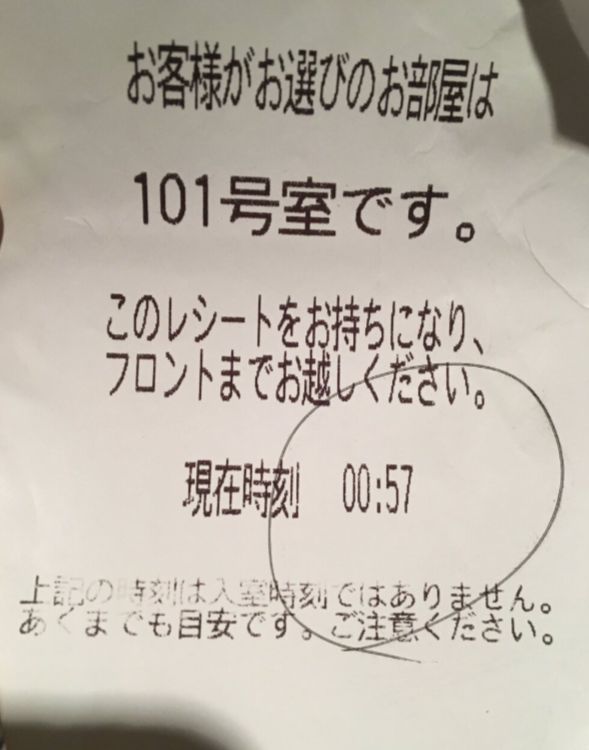 お客様がお選びのお部屋は
101号室です。
このレシートをお持ちになり、
フロントまでお越しください。
現在時刻 00:57
上記の時刻は入室時刻ではありません。
あくまでも目安です。ご注意ください。